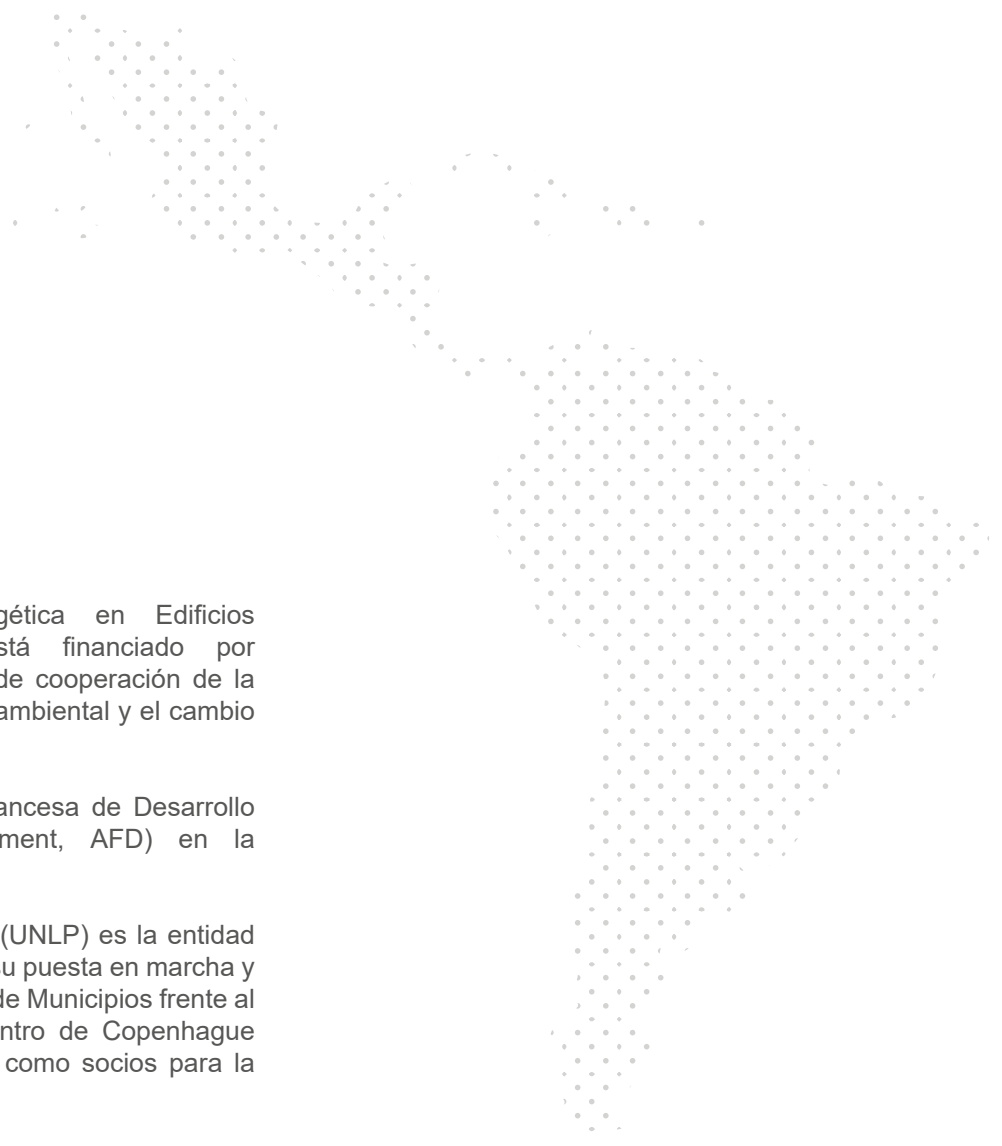 gética en Edificios
stá financiado por
de cooperación de la
ambiental y el cambio
ancesa de Desarrollo
ment, AFD) en la
(UNLP) es la entidad
su puesta en marcha y
de Municipios frente al
ntro de Copenhague
como socios para la